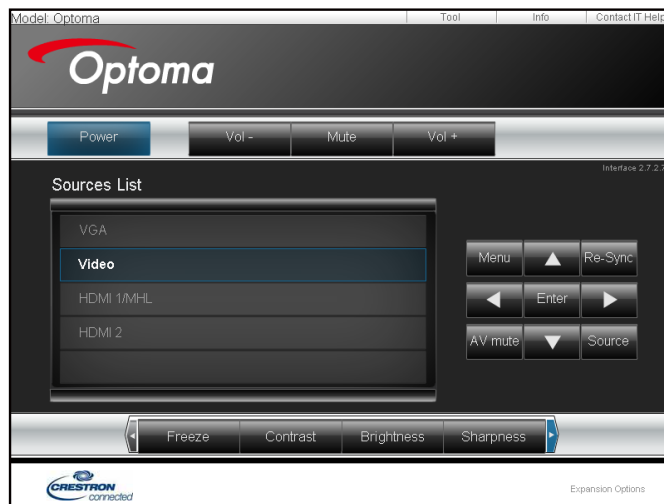 Model: Optoma Tool Info Contact IT Help
Optoma
Power Vol - Mute Vol +
Interface 2.7.2.7
Sources List
VGA
Video
HDMI 1/MHL
HDMI 2
Menu Re-Sync
Enter
AV mute Source
Freeze Contrast Brightness Sharpness
CRESTRON
connected
Expansion Options